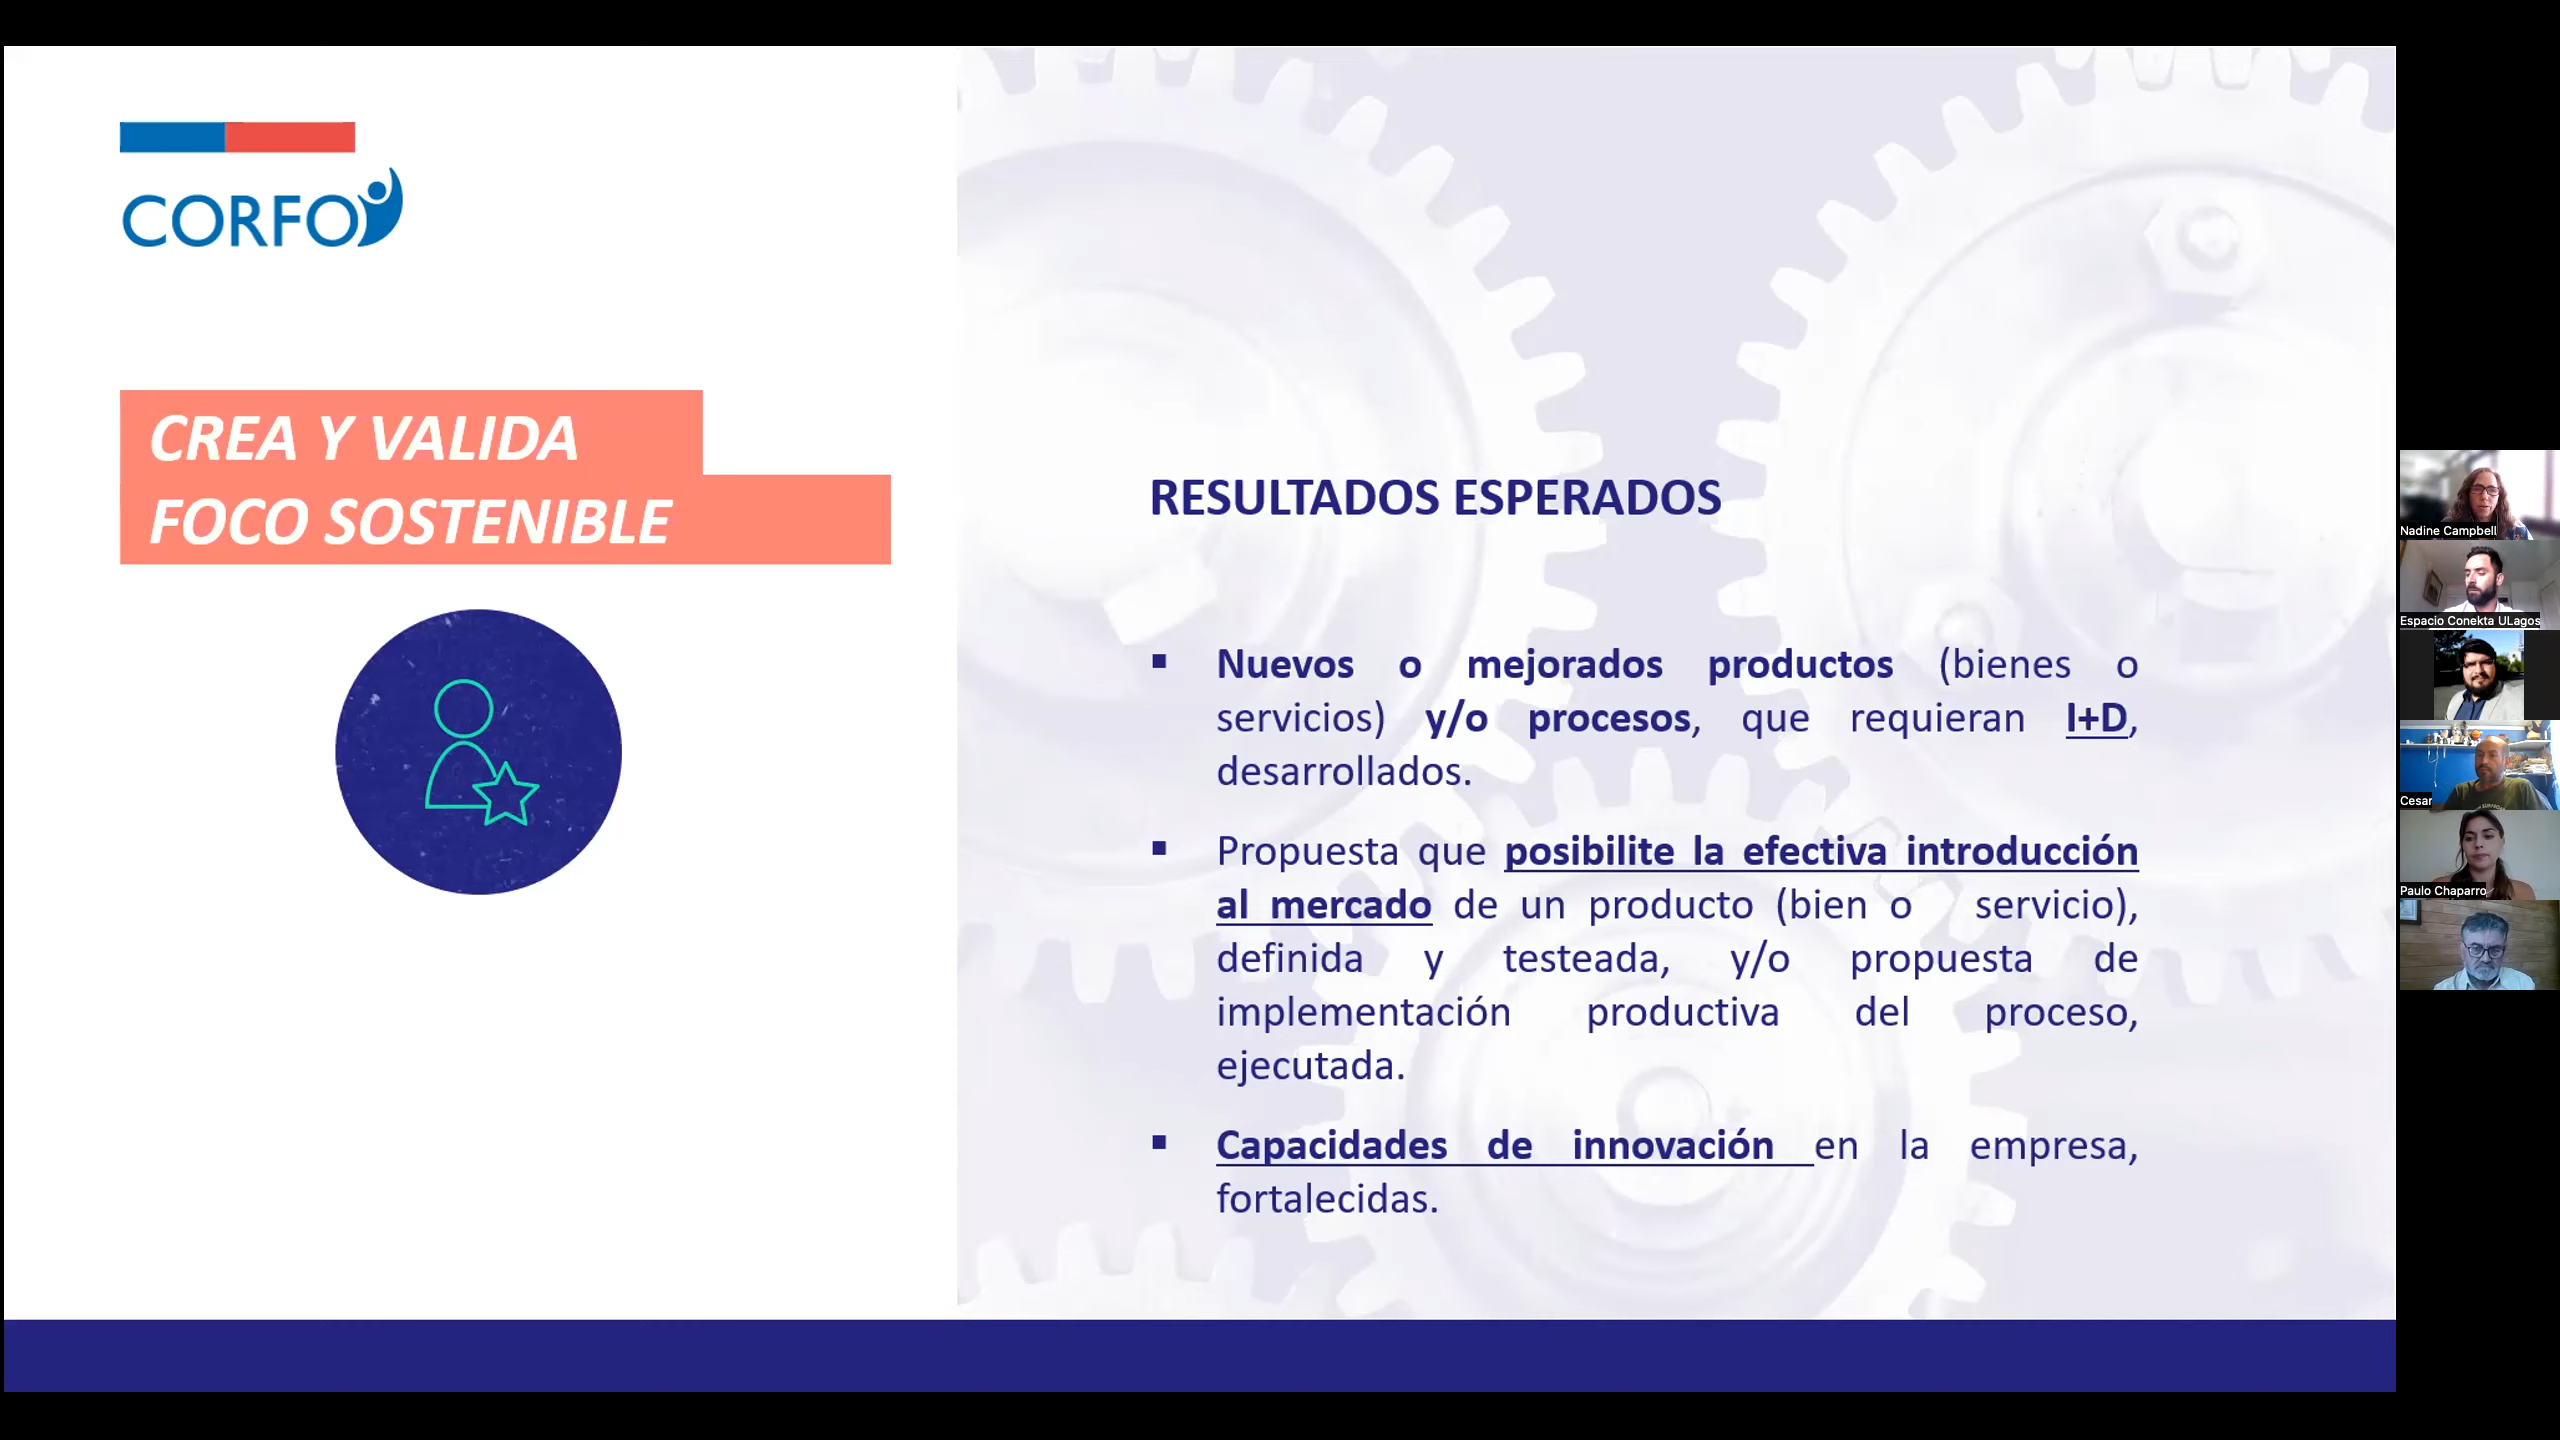 CORFO
CREA Y VALIDA
FOCO SOSTENIBLE
RESULTADOS ESPERADOS
▪ Nuevos o mejorados productos (bienes o
servicios) y/o procesos, que requieran I+D,
desarrollados.
▪ Propuesta que posibilite la efectiva introducción
al mercado de un producto (bien o servicio),
definida y testeada, y/o propuesta de
implementación productiva del proceso,
ejecutada.
▪ Capacidades de innovación en la empresa,
fortalecidas.
Nadine Campbell
Espacio Conekta ULagos
Cesar
Paulo Chaparro